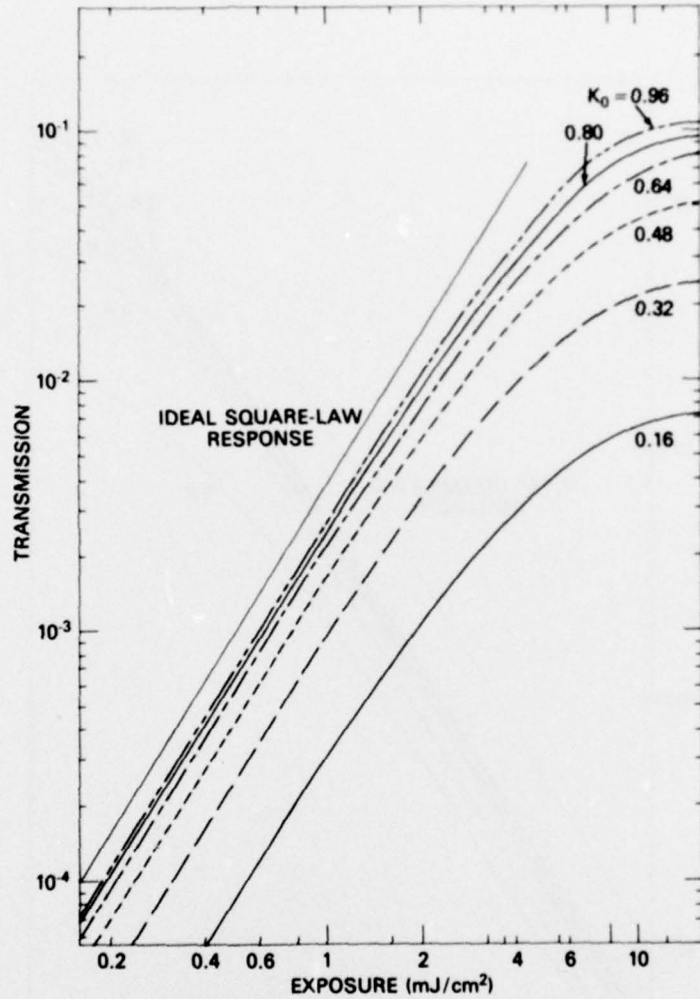 K₀ = 0.96
10⁻¹
0.80
0.64
0.48
0.32
10⁻²
IDEAL SQUARE-LAW
RESPONSE
0.16
TRANSMISSION
10⁻³
10⁻⁴
0.2 0.4 0.6 1 2 4 6 10
EXPOSURE (mJ/cm²)